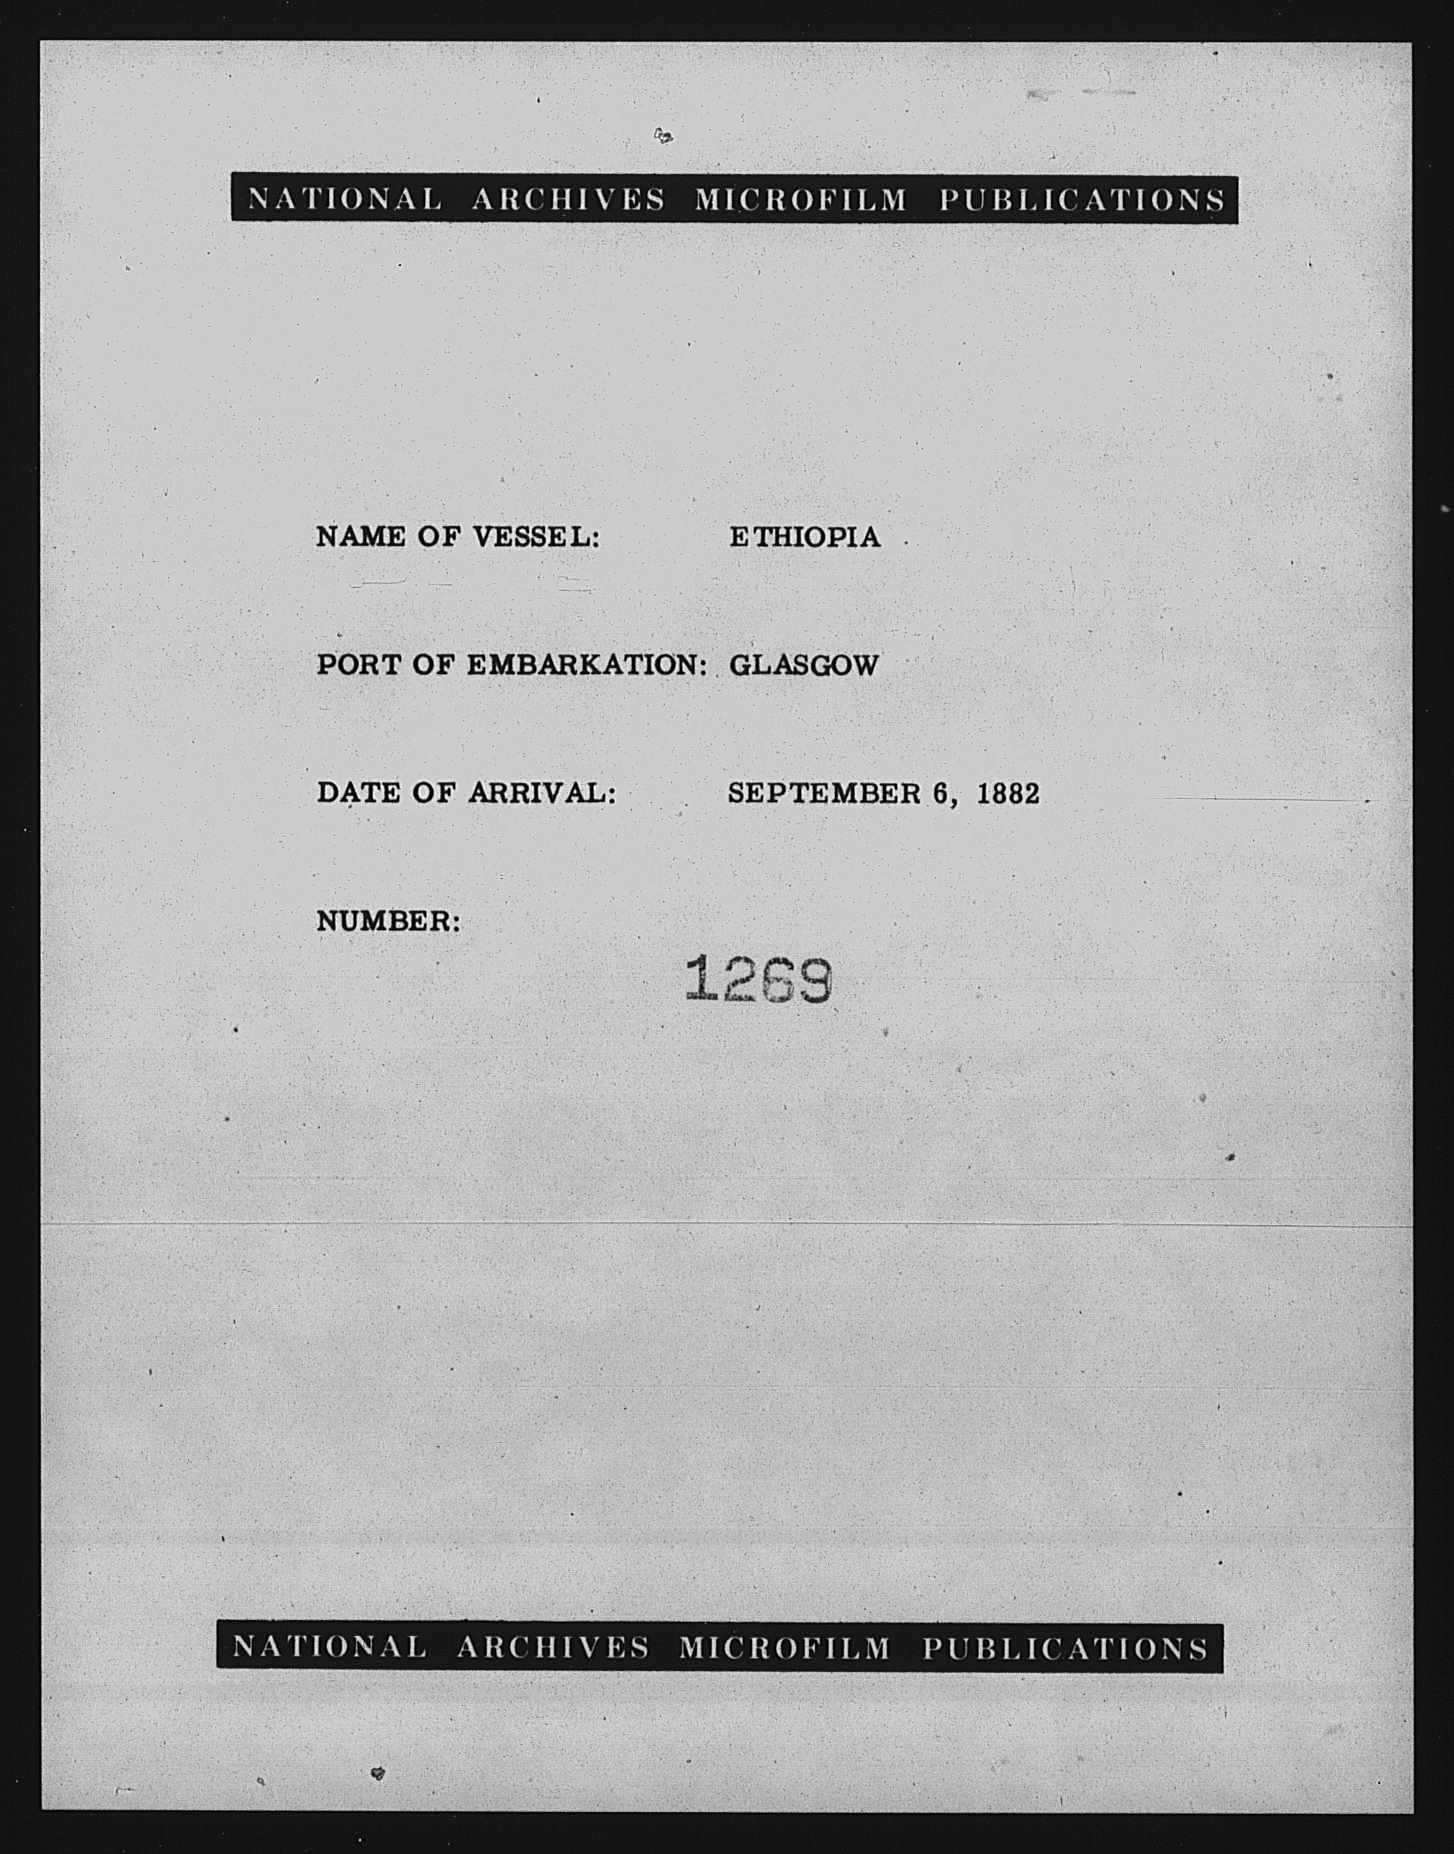 NATIONAL ARCHIVES MICROFILM PUBLICATIONS
NAME OF VESSEL: ETHIOPIA
PORT OF EMBARKATION: GLASGOW
DATE OF ARRIVAL: SEPTEMBER 6, 1882
NUMBER:
1269
NATIONAL ARCHIVES MICROFILM PUBLICATIONS